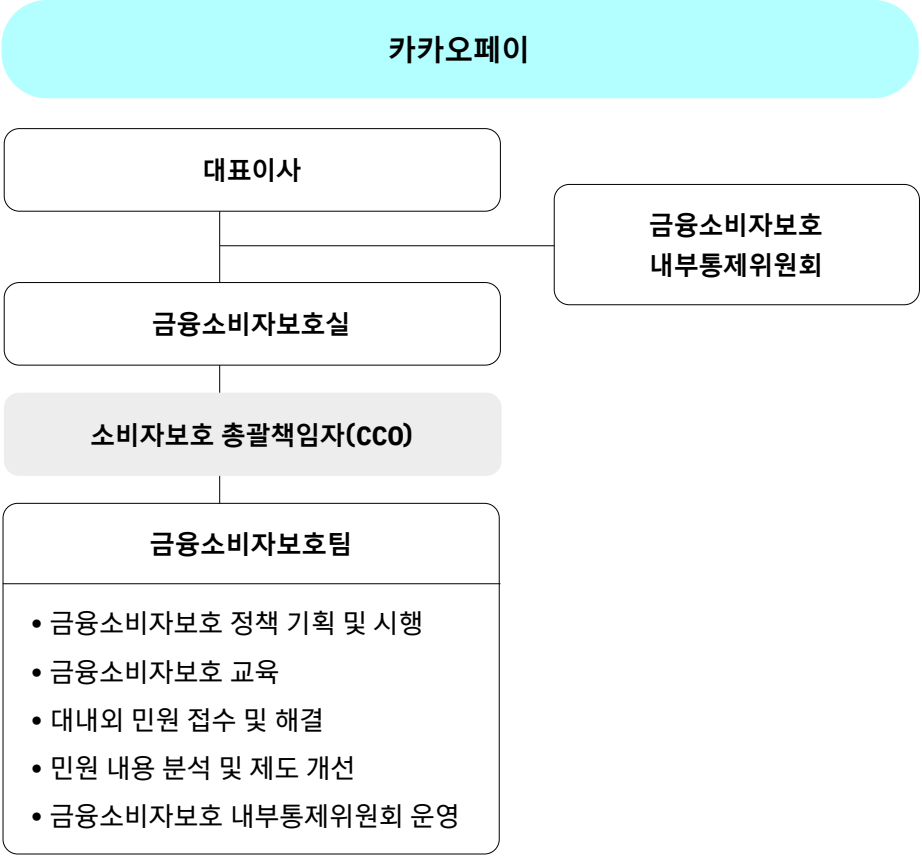 카카오페이
대표이사
금융소비자보호
내부통제위원회
금융소비자보호실
소비자보호 총괄책임자(CCO)
금융소비자보호팀
• 금융소비자보호 정책 기획 및 시행
• 금융소비자보호 교육
• 대내외 민원 접수 및 해결
• 민원 내용 분석 및 제도 개선
• 금융소비자보호 내부통제위원회 운영